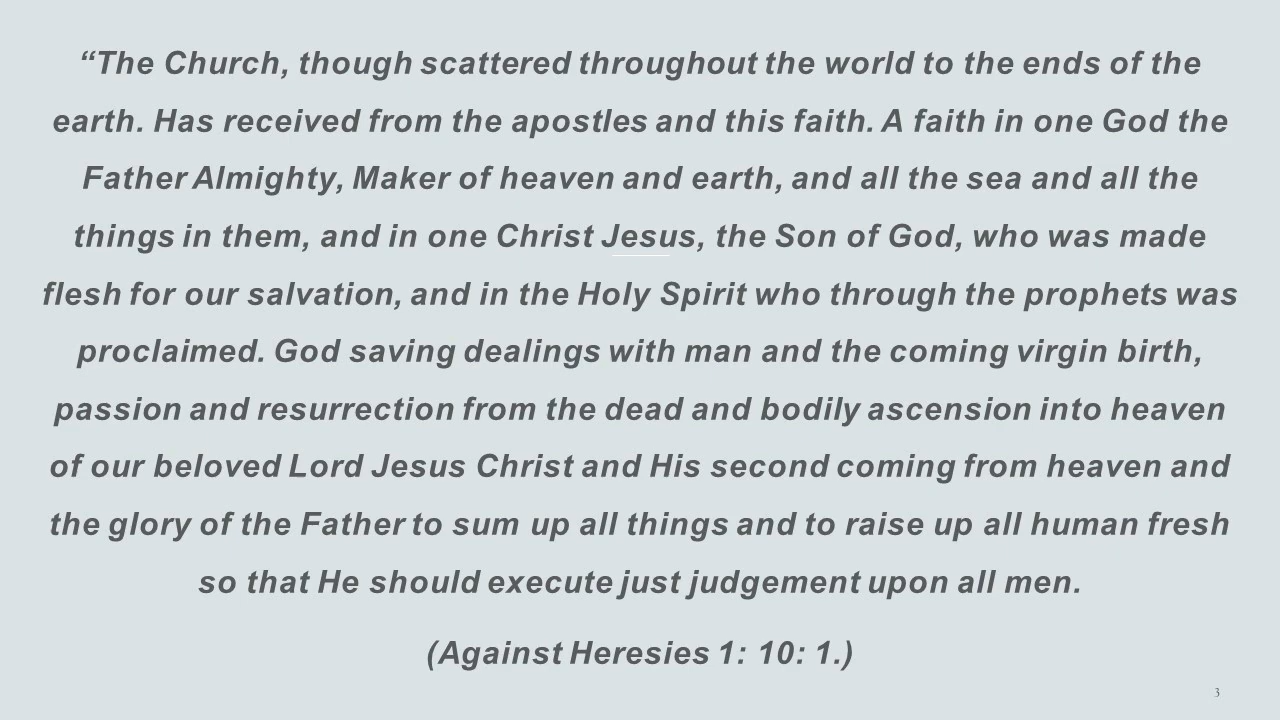 “The Church, though scattered throughout the world to the ends of the
earth. Has received from the apostles and this faith. A faith in one God the
Father Almighty, Maker of heaven and earth, and all the sea and all the
things in them, and in one Christ Jesus, the Son of God, who was made
flesh for our salvation, and in the Holy Spirit who through the prophets was
proclaimed. God saving dealings with man and the coming virgin birth,
passion and resurrection from the dead and bodily ascension into heaven
of our beloved Lord Jesus Christ and His second coming from heaven and
the glory of the Father to sum up all things and to raise up all human fresh
so that He should execute just judgement upon all men.
(Against Heresies 1: 10: 1.)
3